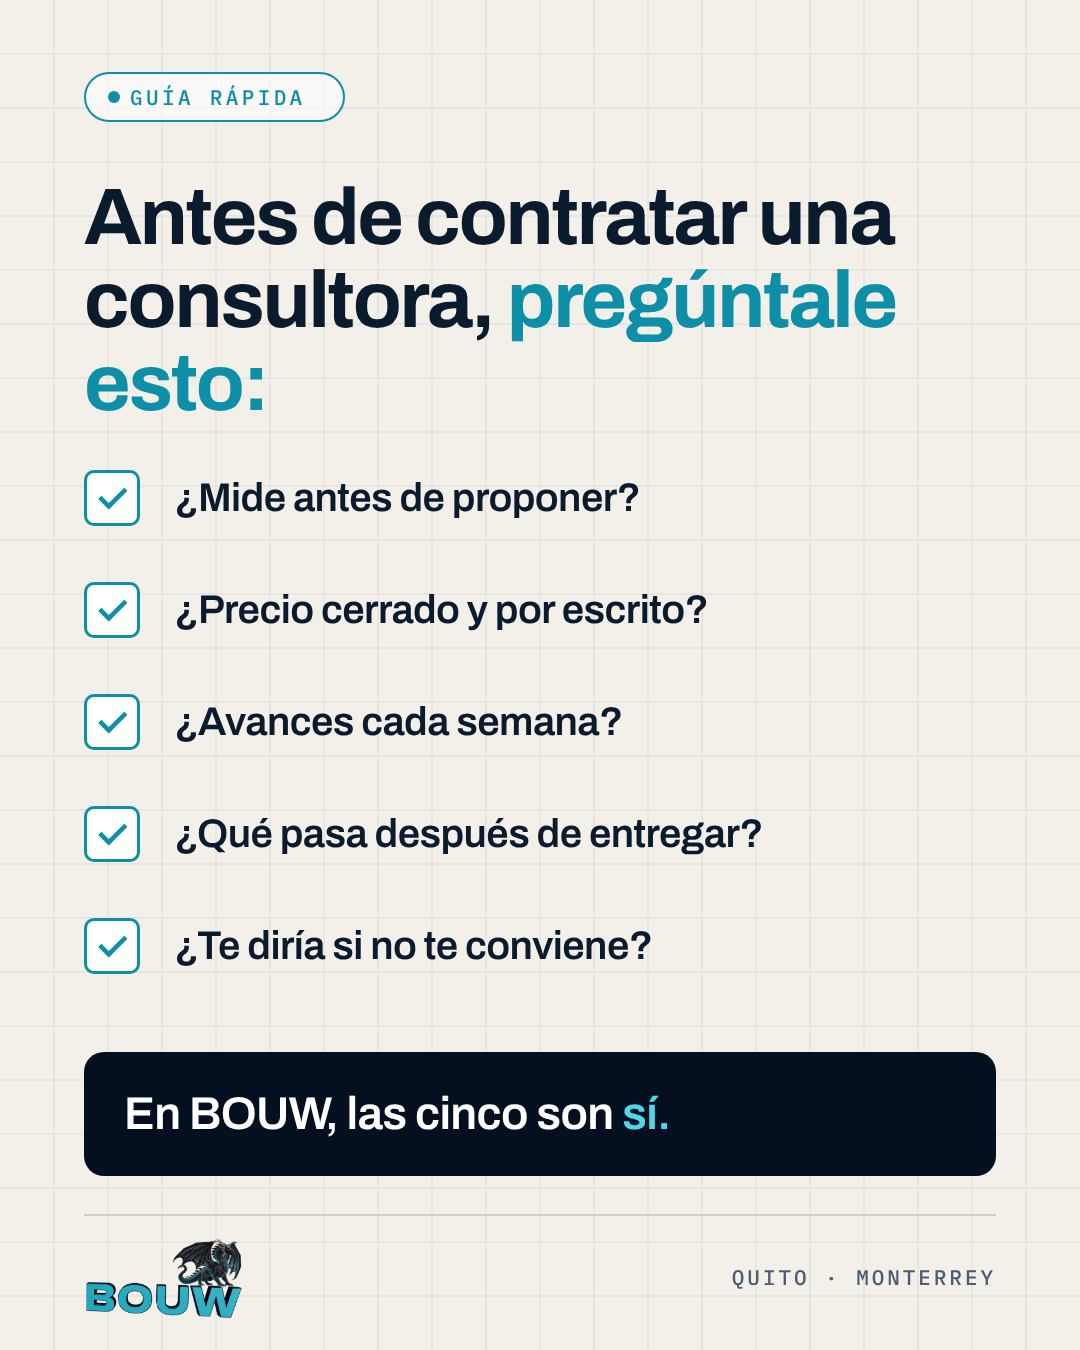 GUÍA RÁPIDA
Antes de contratar una
consultora, pregúntale
esto:
¿Mide antes de proponer?
¿Precio cerrado y por escrito?
¿Avances cada semana?
¿Qué pasa después de entregar?
¿Te diría si no te conviene?
En BOUW, las cinco son sí.
BOUW
QUITO · MONTERREY